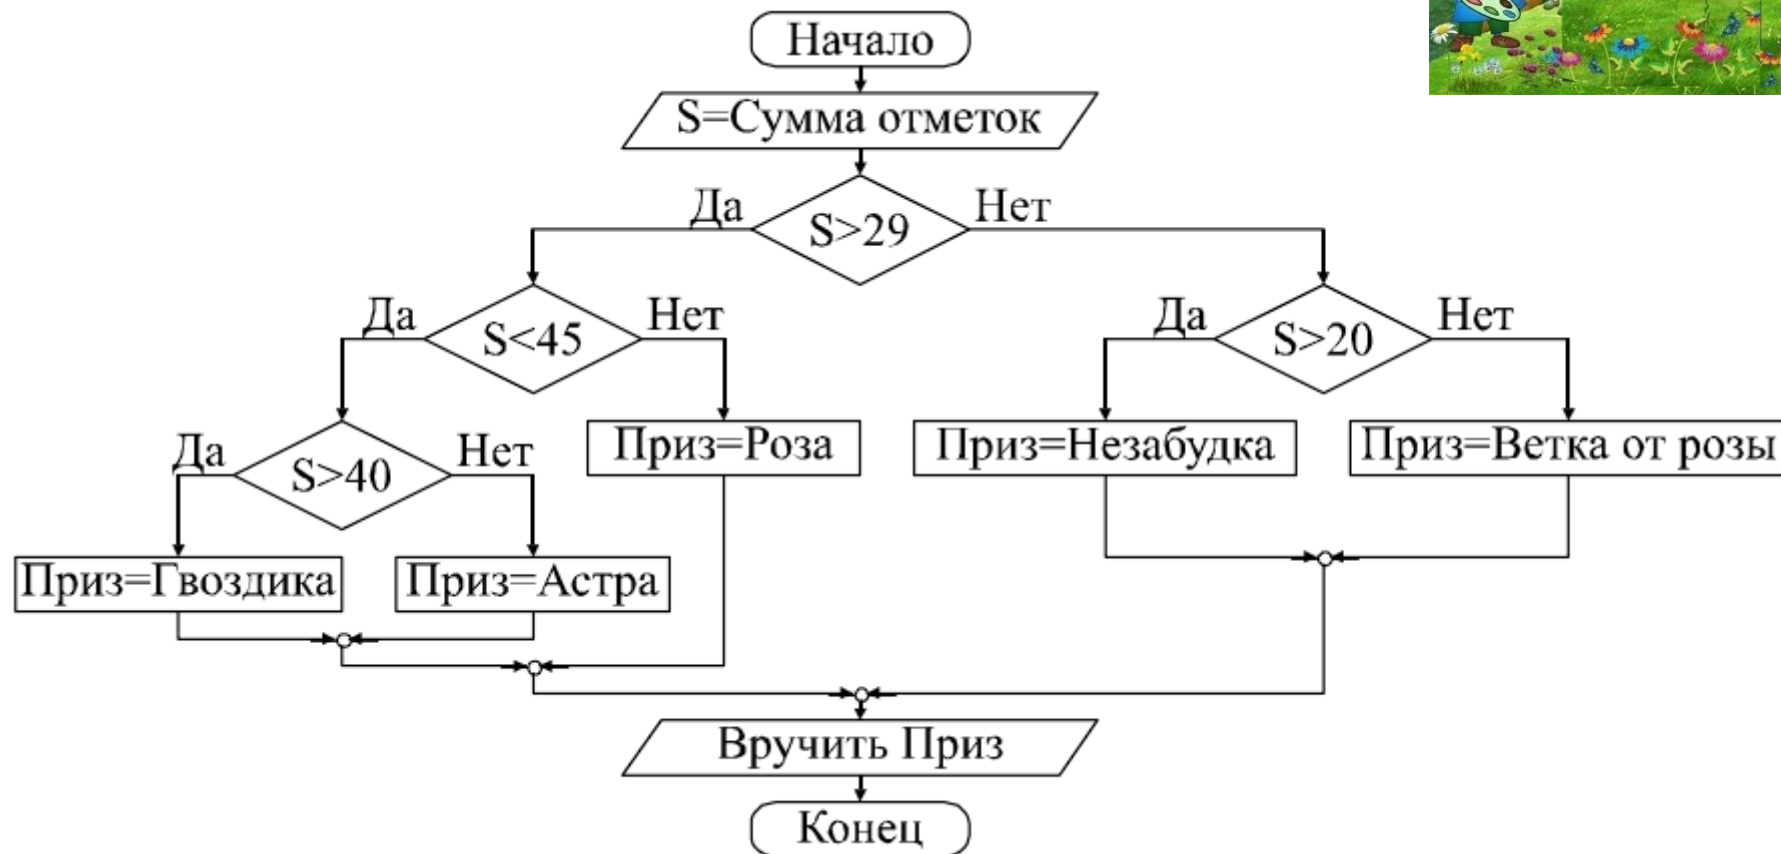 Начало
S=Сумма отметок
Да
Нет
S>29
Да
Нет
Да
Нет
S<45
S>20
Да
Нет
Приз=Роза
Приз=Незабудка
Приз=Ветка от розы
S>40
Приз=Гвоздика
Приз=Астра
Вручить Приз
Конец